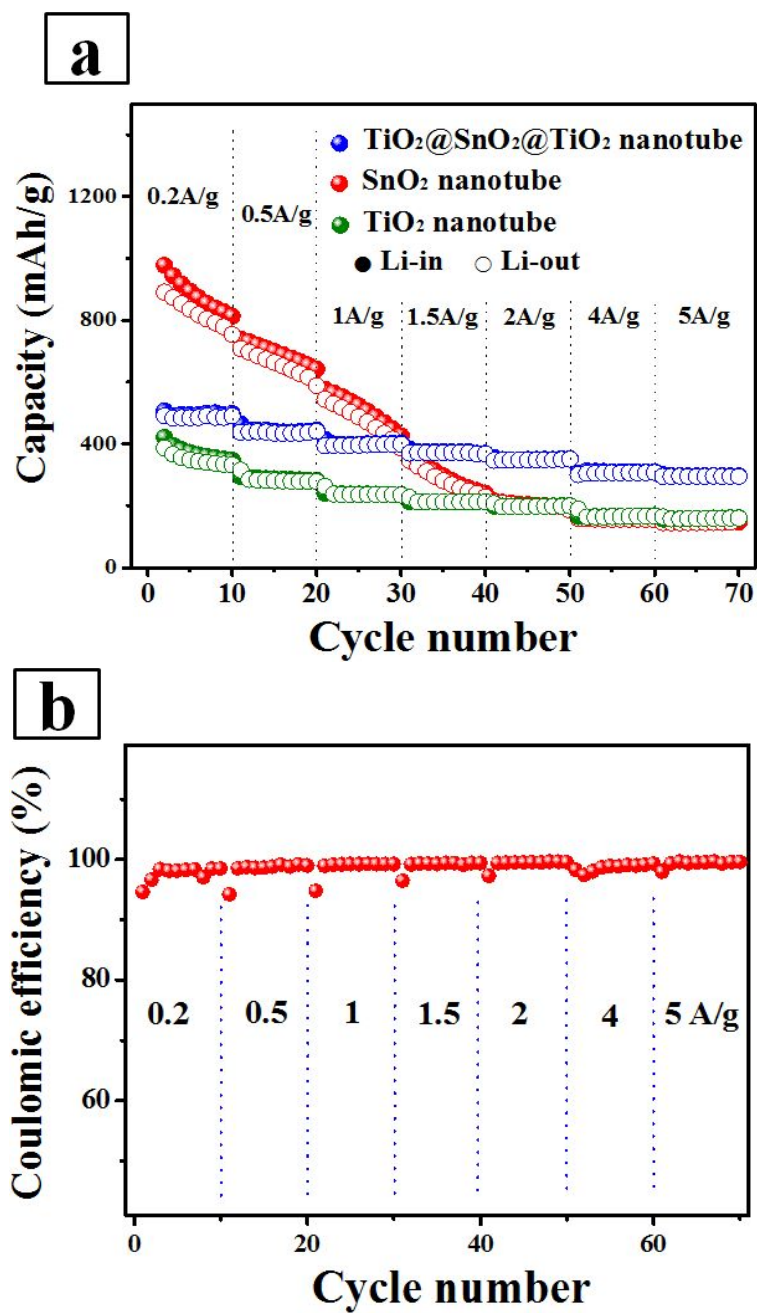 a
TiO₂@SnO₂@TiO₂ nanotube
SnO₂ nanotube
TiO₂ nanotube
Li-in Li-out
0.2A/g
0.5A/g
1A/g
1.5A/g
2A/g
4A/g
5A/g
Capacity (mAh/g)
1200
800
400
0
0 10 20 30 40 50 60 70
Cycle number
b
Coulomic efficiency (%)
100
80
60
0.2 0.5 1 1.5 2 4 5 A/g
0 20 40 60
Cycle number